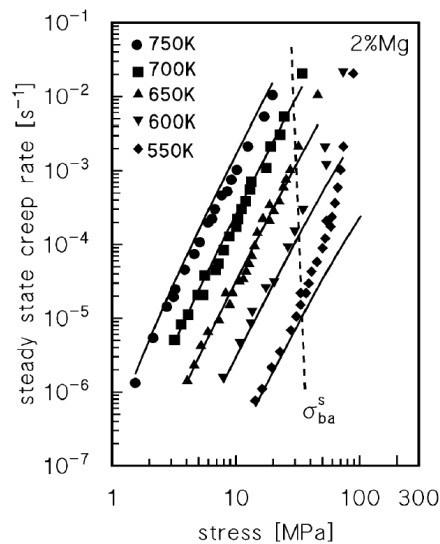 10⁻¹
2%Mg
● 750K
■ 700K
▲ 650K
▼ 600K
◆ 550K
10⁻²
10⁻³
10⁻⁴
10⁻⁵
10⁻⁶
10⁻⁷
steady state creep rate [s⁻¹]
σˢ_ba
1 10 100 300
stress [MPa]